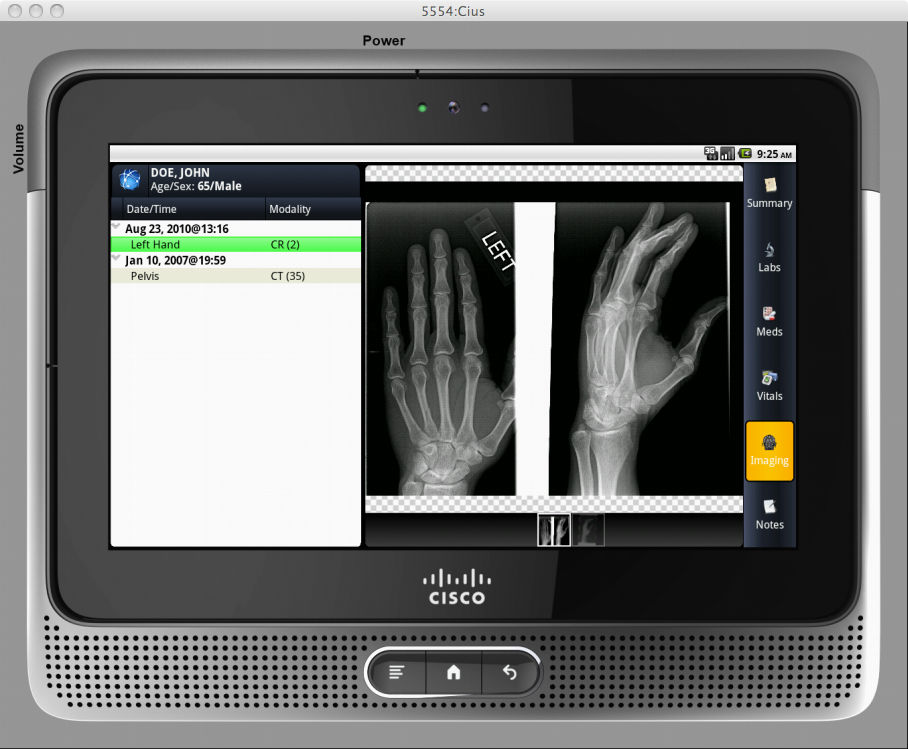 5554:Cius
Power
Volume
3G 9:25 AM
DOE, JOHN
Age/Sex: 65/Male
Date/Time Modality
Aug 23, 2010@13:16
Left Hand CR (2)
Jan 10, 2007@19:59
Pelvis CT (35)
LEFT
Summary
Labs
Meds
Vitals
Imaging
Notes
CISCO